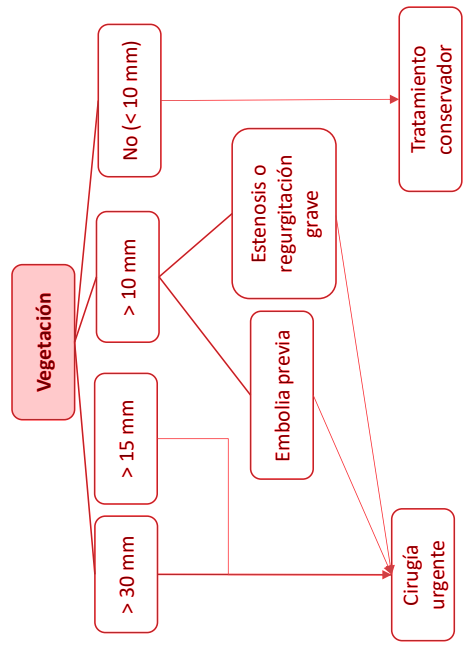 Vegetación
> 30 mm
> 15 mm
> 10 mm
No (< 10 mm)
Embolia previa
Estenosis o
regurgitación
grave
Cirugía
urgente
Tratamiento
conservador